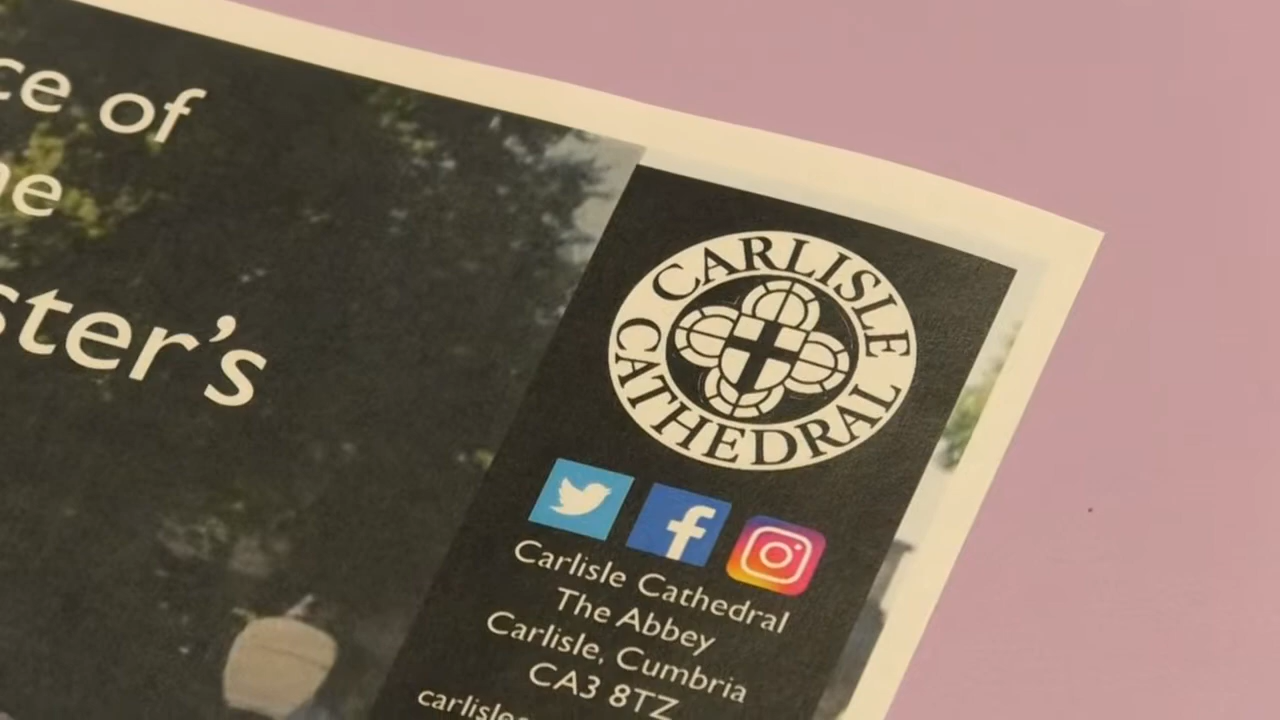 ce of
ster's
CARLISLE
CATHEDRAL
Carlisle Cathedral
The Abbey
Carlisle, Cumbria
CA3 8TZ